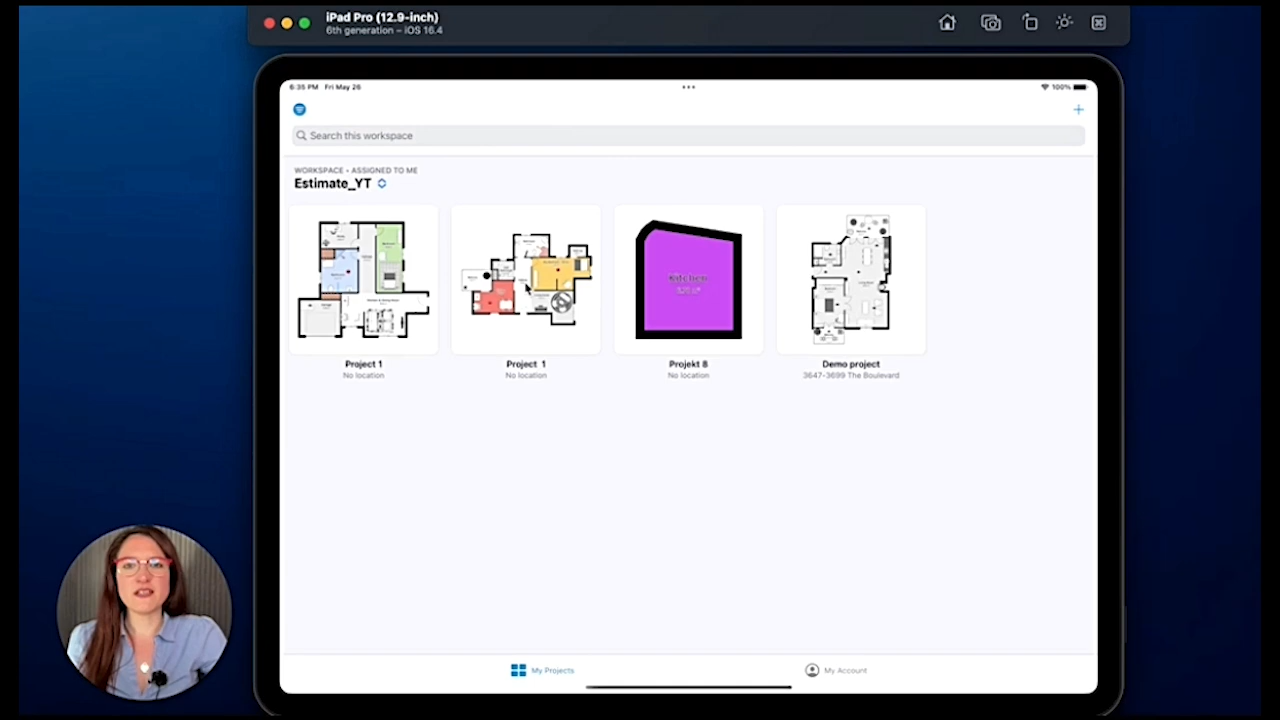 iPad Pro (12.9-inch)
6th generation – iOS 16.4
6:35 PM Fri May 26
100%
Search this workspace
WORKSPACE • ASSIGNED TO ME
Estimate_YT
Kitchen
Project 1
No location
Project 1
No location
Projekt 8
No location
Demo project
3647-3699 The Boulevard
My Projects
My Account